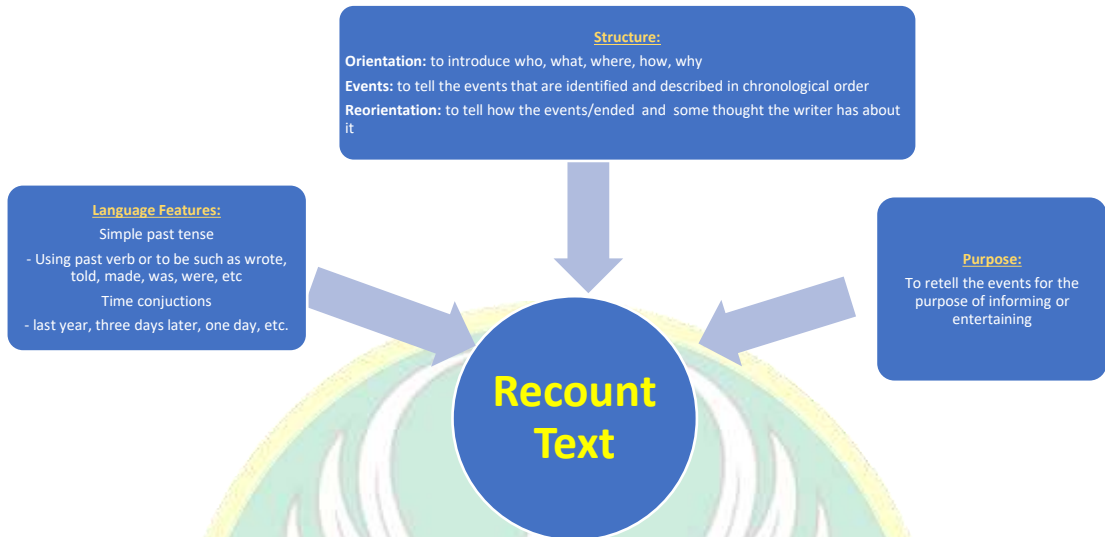 Structure:
Orientation: to introduce who, what, where, how, why
Events: to tell the events that are identified and described in chronological order
Reorientation: to tell how the events/ended and some thought the writer has about
it
Language Features:
Simple past tense
- Using past verb or to be such as wrote,
told, made, was, were, etc
Time conjuctions
- last year, three days later, one day, etc.
Purpose:
To retell the events for the
purpose of informing or
entertaining
Recount
Text